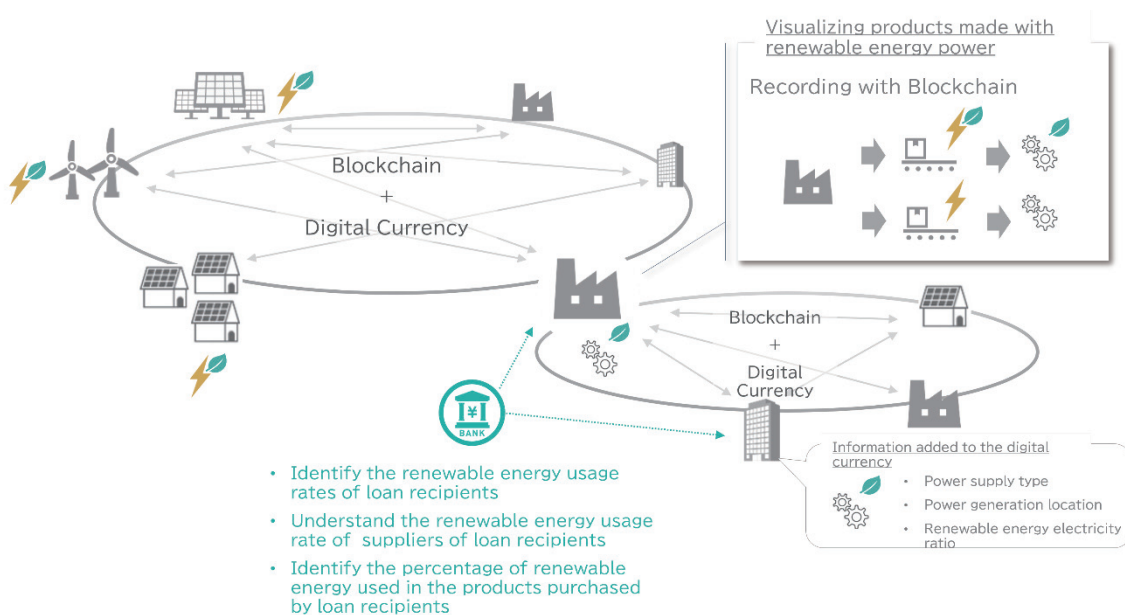 Visualizing products made with
renewable energy power
Recording with Blockchain
Blockchain
+
Digital Currency
Blockchain
+
Digital
Currency
¥
BANK
• Identify the renewable energy usage
rates of loan recipients
• Understand the renewable energy usage
rate of suppliers of loan recipients
• Identify the percentage of renewable
energy used in the products purchased
by loan recipients
Information added to the digital
currency
• Power supply type
• Power generation location
• Renewable energy electricity
ratio